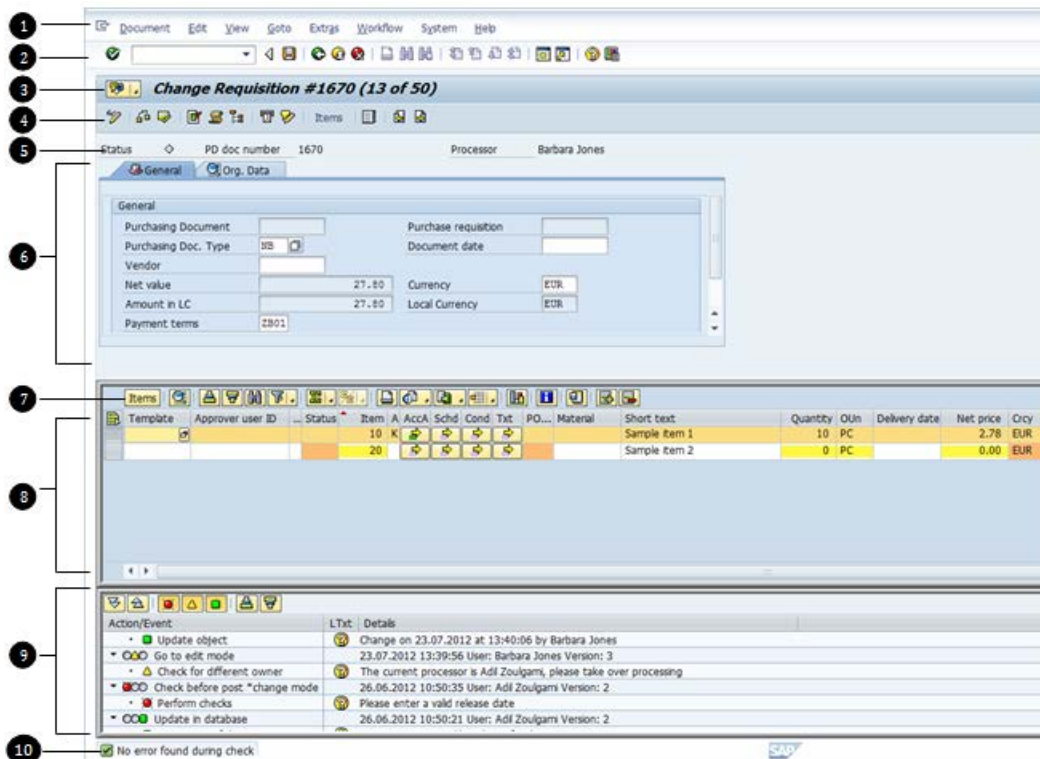 1 Document Edit View Goto Extras Workflow System Help
2
3 Change Requisition #1670 (13 of 50)
4 Items
5 Status PD doc number 1670 Processor Barbara Jones
General Org. Data
General
Purchasing Document Purchase requisition
Purchasing Doc. Type NB Document date
6
Vendor
Net value 27.80 Currency EUR
Amount in LC 27.80 Local Currency EUR
Payment terms ZB01
7 Items
Template Approver user ID ... Status Item A AccA Schd Cond Txt PO... Material Short text Quantity OUn Delivery date Net price Crcy
10 K Sample Item 1 10 PC 2.78 EUR
20 Sample Item 2 0 PC 0.00 EUR
8
Action/Event LTxt Details
Update object Change on 23.07.2012 at 13:40:06 by Barbara Jones
9 Go to edit mode 23.07.2012 13:39:56 User: Barbara Jones Version: 3
Check for different owner The current processor is Adil Zoulgami, please take over processing
Check before post *change mode 26.06.2012 10:50:35 User: Adil Zoulgami Version: 2
Perform checks Please enter a valid release date
Update in database 26.06.2012 10:50:21 User: Adil Zoulgami Version: 2
10 No error found during check SAP